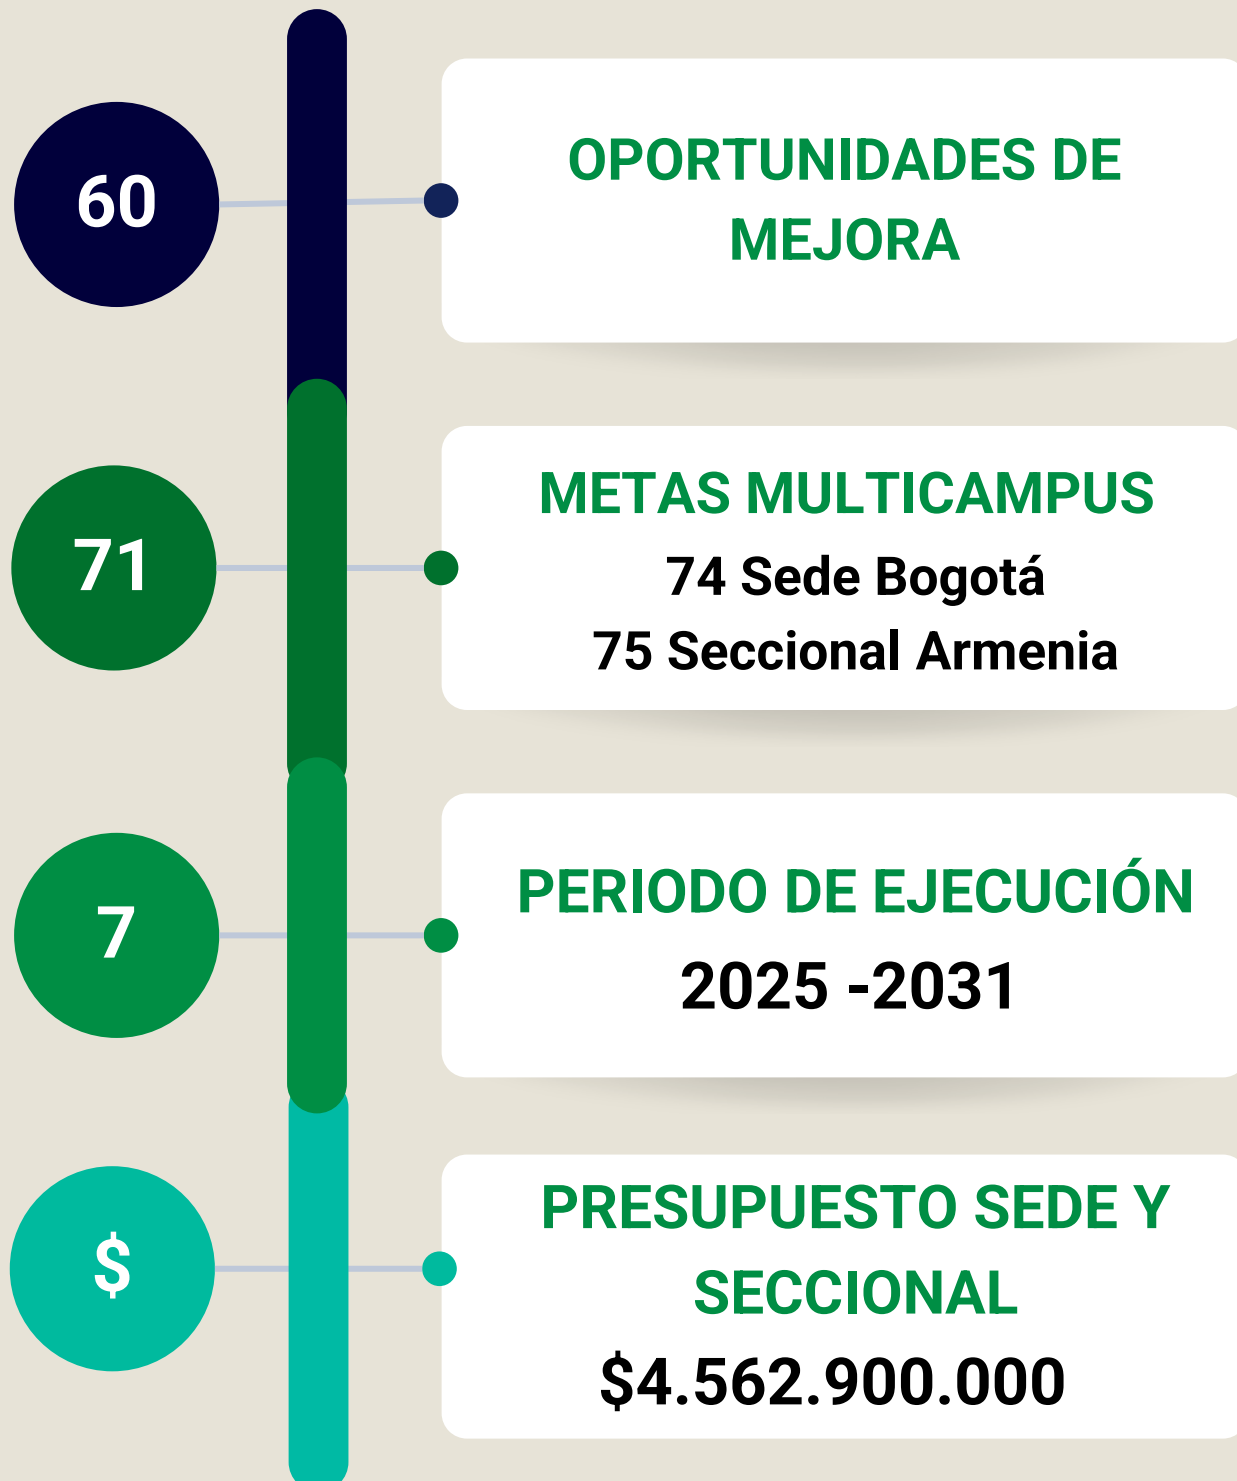 60
OPORTUNIDADES DE
MEJORA
71
METAS MULTICAMPUS
74 Sede Bogotá
75 Seccional Armenia
7
PERIODO DE EJECUCIÓN
2025 -2031
$
PRESUPUESTO SEDE Y
SECCIONAL
$4.562.900.000